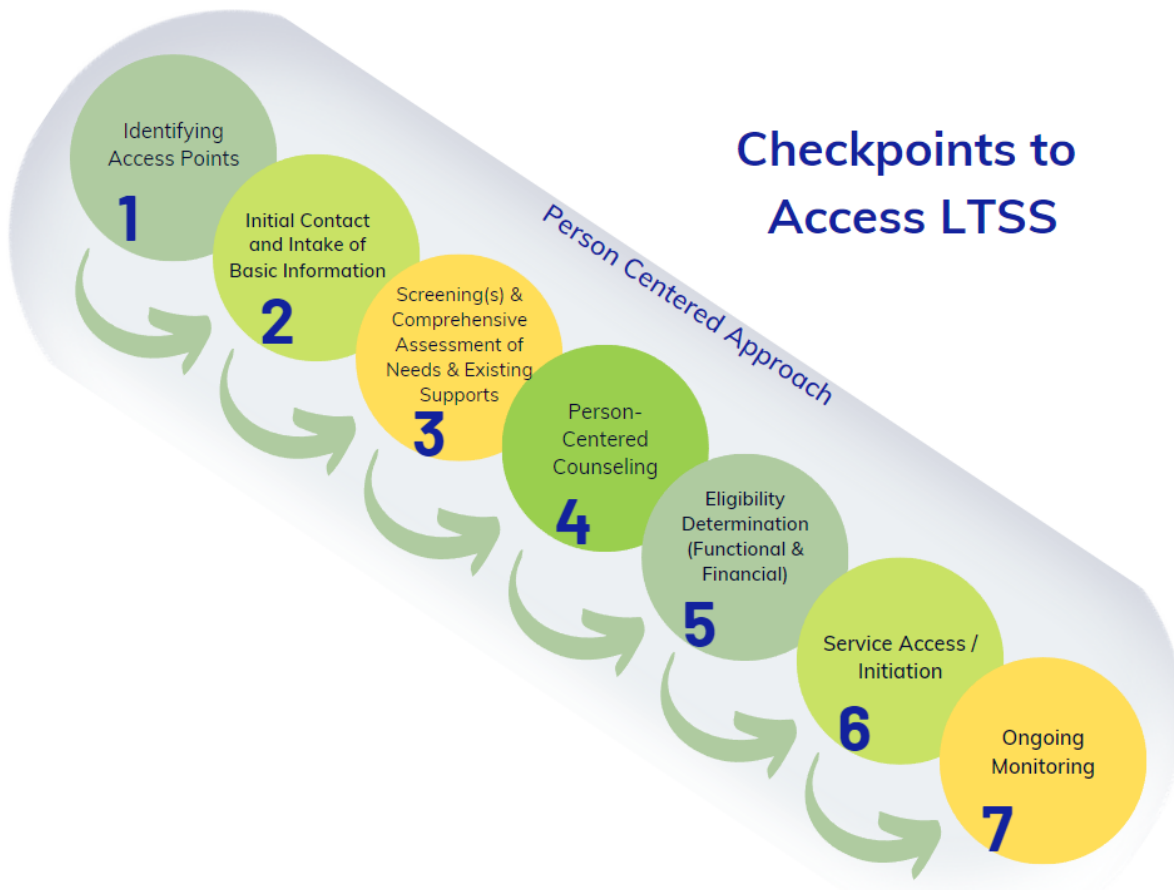 Checkpoints to
Access LTSS
Person Centered Approach
Identifying
Access Points
1
Initial Contact
and Intake of
Basic Information
2
Screening(s) &
Comprehensive
Assessment of
Needs & Existing
Supports
3
Person-
Centered
Counseling
4
Eligibility
Determination
(Functional &
Financial)
5
Service Access /
Initiation
6
Ongoing
Monitoring
7